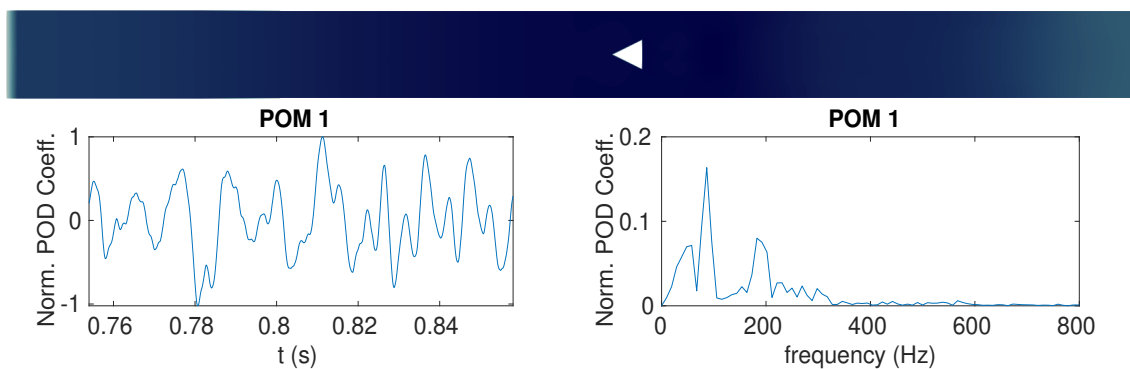 POM 1
Norm. POD Coeff.
1
0
-1
0.76 0.78 0.8 0.82 0.84
t (s)
POM 1
Norm. POD Coeff.
0.2
0.1
0
0 200 400 600 800
frequency (Hz)